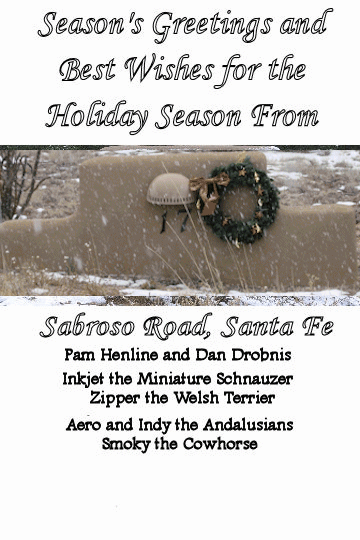 Season's Greetings and
Best Wishes for the
Holiday Season From
Sabroso Road, Santa Fe
Pam Henline and Dan Drobnis
Inkjet the Miniature Schnauzer
Zipper the Welsh Terrier
Aero and Indy the Andalusians
Smoky the Cowhorse